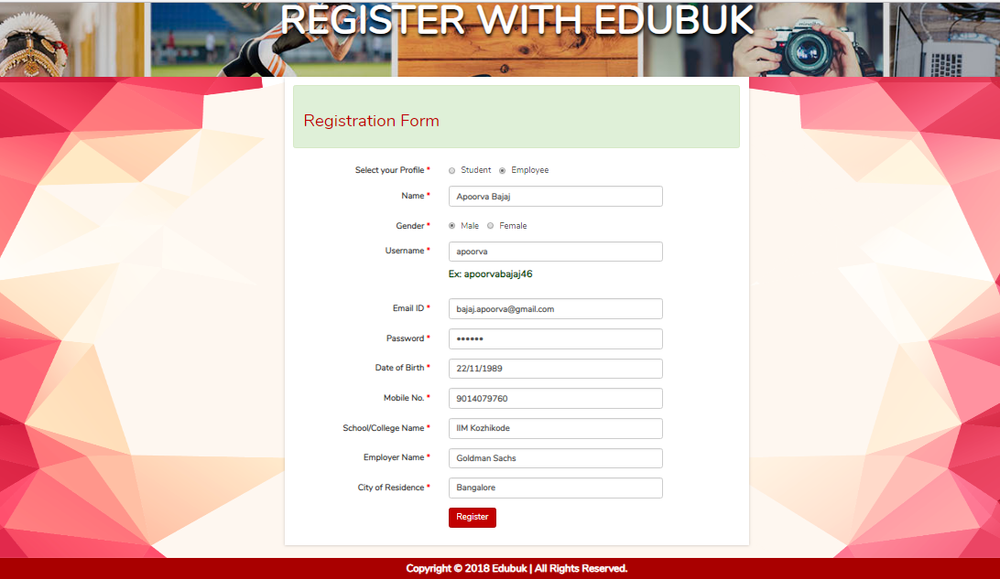 REGISTER WITH EDUBUK
Registration Form
Select your Profile * Student Employee
Name * Apoorva Bajaj
Gender * Male Female
Username * apoorva
Ex: apoorvabajaj46
Email ID * bajaj.apoorva@gmail.com
Password * ••••••
Date of Birth * 22/11/1989
Mobile No. * 9014079760
School/College Name * IIM Kozhikode
Employer Name * Goldman Sachs
City of Residence * Bangalore
Register
Copyright © 2018 Edubuk | All Rights Reserved.